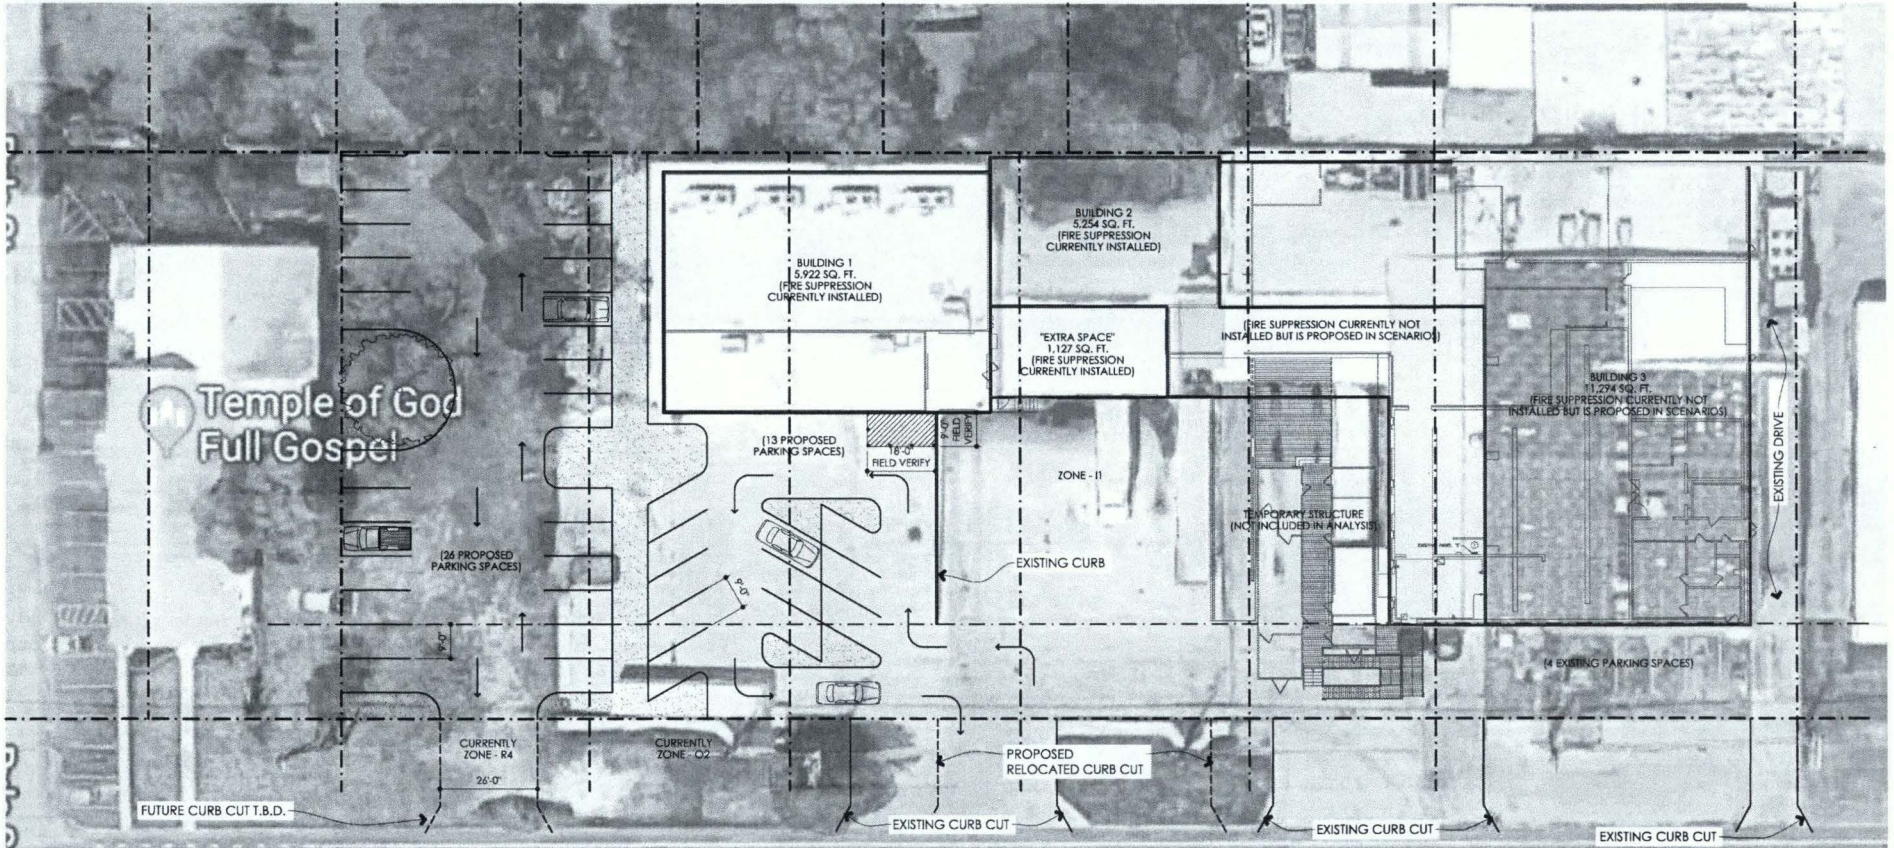 BUILDING 2
5,254 SQ. FT.
(FIRE SUPPRESSION
CURRENTLY INSTALLED)
BUILDING 1
5,922 SQ. FT.
(FIRE SUPPRESSION
CURRENTLY INSTALLED)
"EXTRA SPACE"
1,127 SQ. FT.
(FIRE SUPPRESSION
CURRENTLY INSTALLED)
(FIRE SUPPRESSION CURRENTLY NOT
INSTALLED BUT IS PROPOSED IN SCENARIOS)
BUILDING 3
11,294 SQ. FT.
(FIRE SUPPRESSION CURRENTLY NOT
INSTALLED BUT IS PROPOSED IN SCENARIOS)
EXISTING DRIVE
Temple of God
Full Gospel
(13 PROPOSED
PARKING SPACES)
18'-0"
FIELD VERIFY
9'-0"
FIELD
VERIFY
ZONE - I1
TEMPORARY STRUCTURE
(NOT INCLUDED IN ANALYSIS)
(26 PROPOSED
PARKING SPACES)
EXISTING CURB
9'-0"
9'-0"
(4 EXISTING PARKING SPACES)
CURRENTLY
ZONE - R4
26'-0"
CURRENTLY
ZONE - O2
PROPOSED
RELOCATED CURB CUT
FUTURE CURB CUT T.B.D.
EXISTING CURB CUT
EXISTING CURB CUT
EXISTING CURB CUT